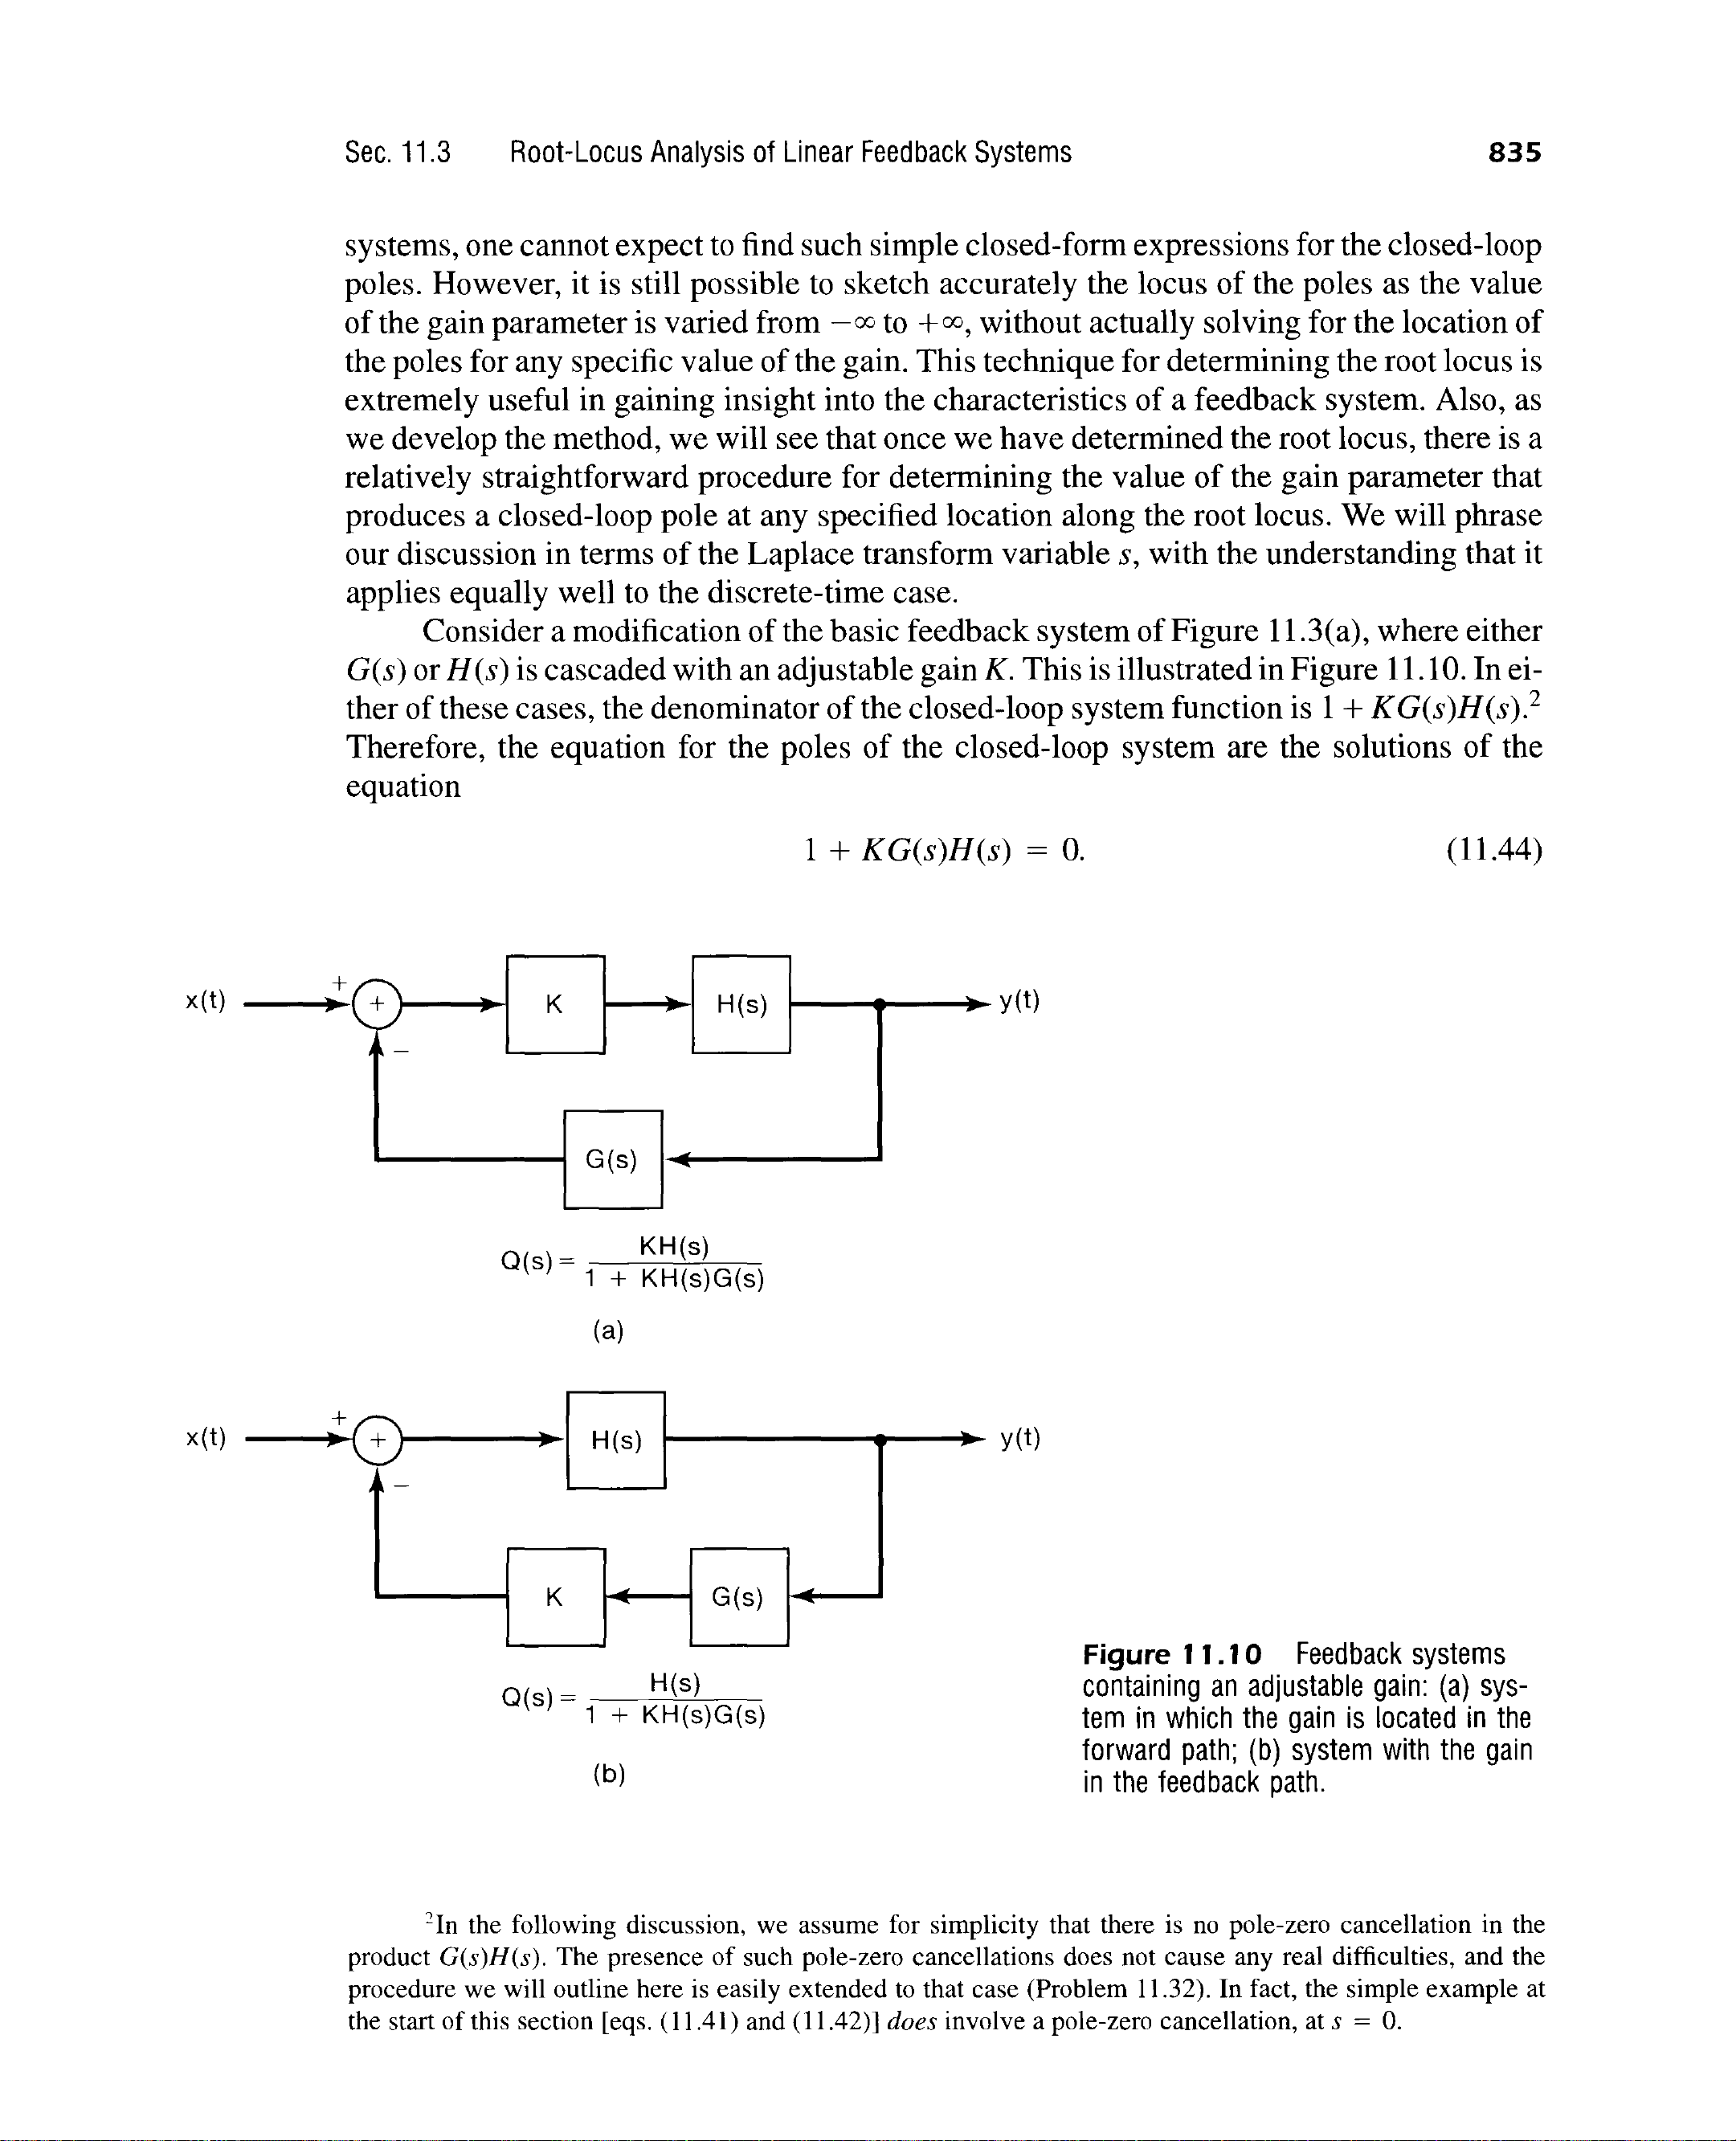 Sec. 11.3 Root-Locus Analysis of Linear Feedback Systems 835
systems, one cannot expect to find such simple closed-form expressions for the closed-loop
poles. However, it is still possible to sketch accurately the locus of the poles as the value
of the gain parameter is varied from −∞ to +∞, without actually solving for the location of
the poles for any specific value of the gain. This technique for determining the root locus is
extremely useful in gaining insight into the characteristics of a feedback system. Also, as
we develop the method, we will see that once we have determined the root locus, there is a
relatively straightforward procedure for determining the value of the gain parameter that
produces a closed-loop pole at any specified location along the root locus. We will phrase
our discussion in terms of the Laplace transform variable s, with the understanding that it
applies equally well to the discrete-time case.
Consider a modification of the basic feedback system of Figure 11.3(a), where either
G(s) or H(s) is cascaded with an adjustable gain K. This is illustrated in Figure 11.10. In ei-
ther of these cases, the denominator of the closed-loop system function is 1 + KG(s)H(s).²
Therefore, the equation for the poles of the closed-loop system are the solutions of the
equation
1 + KG(s)H(s) = 0. (11.44)
x(t) + + K H(s) y(t)
−
G(s)
KH(s)
Q(s) =
1 + KH(s)G(s)
(a)
x(t) + + H(s) y(t)
−
K G(s)
H(s)
Q(s) =
1 + KH(s)G(s)
(b)
Figure 11.10 Feedback systems
containing an adjustable gain: (a) sys-
tem in which the gain is located in the
forward path; (b) system with the gain
in the feedback path.
²In the following discussion, we assume for simplicity that there is no pole-zero cancellation in the
product G(s)H(s). The presence of such pole-zero cancellations does not cause any real difficulties, and the
procedure we will outline here is easily extended to that case (Problem 11.32). In fact, the simple example at
the start of this section [eqs. (11.41) and (11.42)] does involve a pole-zero cancellation, at s = 0.